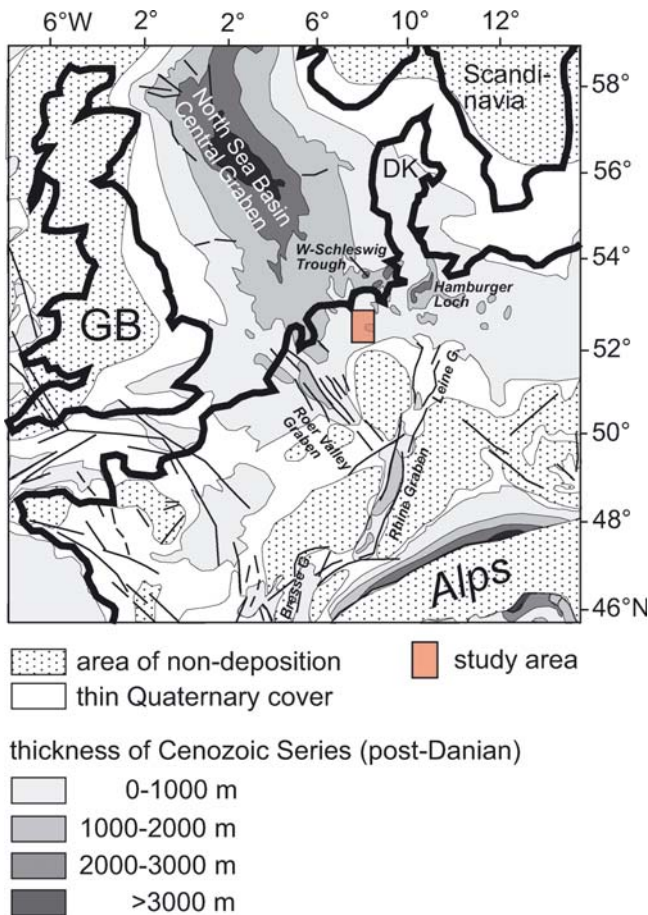 6°W 2° 2° 6° 10° 12°
Scandi-
navia
58°
North Sea Basin
Central Graben
56°
DK
W-Schleswig
Trough
54°
Hamburger
Loch
GB
52°
Leine G.
Roer Valley
Graben
50°
Rhine Graben
48°
Alps
Bresse G.
46°N
area of non-deposition
study area
thin Quaternary cover
thickness of Cenozoic Series (post-Danian)
0-1000 m
1000-2000 m
2000-3000 m
>3000 m